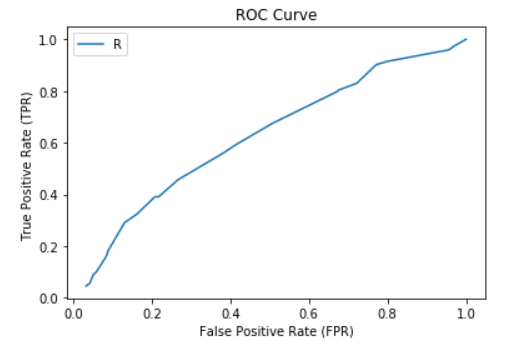 ROC Curve
R
True Positive Rate (TPR)
1.0
0.8
0.6
0.4
0.2
0.0
0.0 0.2 0.4 0.6 0.8 1.0
False Positive Rate (FPR)